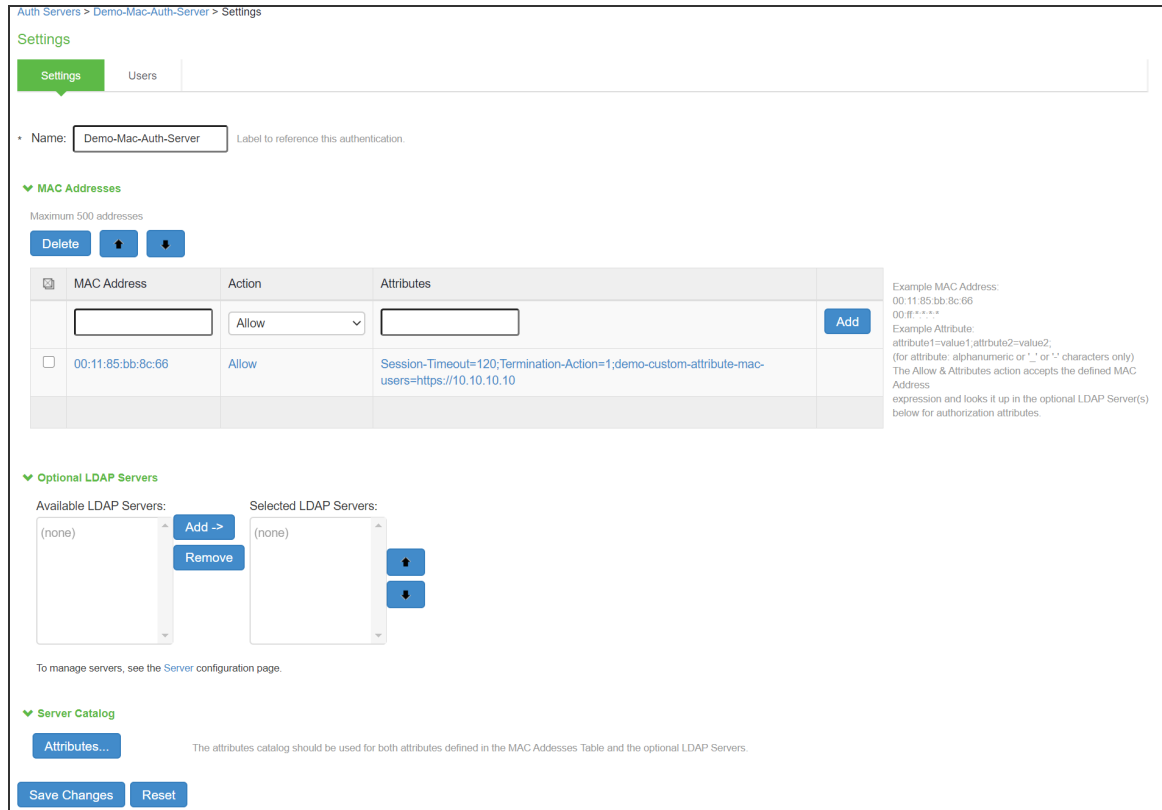 Auth Servers > Demo-Mac-Auth-Server > Settings
Settings
Settings Users
* Name: Demo-Mac-Auth-Server Label to reference this authentication.
MAC Addresses
Maximum 500 addresses
Delete
MAC Address Action Attributes
Allow Add
00:11:85:bb:8c:66 Allow Session-Timeout=120;Termination-Action=1;demo-custom-attribute-mac-
users=https://10.10.10.10
Example MAC Address:
00:11:85:bb:8c:66
00:ff:*:*:*:*
Example Attribute:
attribute1=value1;attrbute2=value2;
(for attribute: alphanumeric or '_' or '-' characters only)
The Allow & Attributes action accepts the defined MAC
Address
expression and looks it up in the optional LDAP Server(s)
below for authorization attributes.
Optional LDAP Servers
Available LDAP Servers: Selected LDAP Servers:
(none) Add -> (none)
Remove
To manage servers, see the Server configuration page.
Server Catalog
Attributes... The attributes catalog should be used for both attributes defined in the MAC Addesses Table and the optional LDAP Servers.
Save Changes Reset